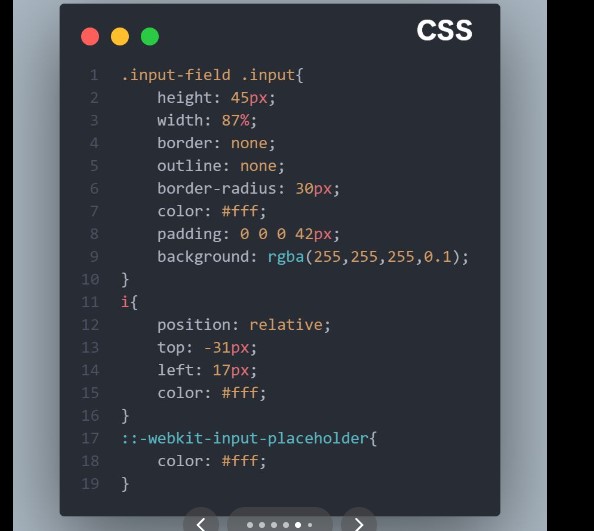 CSS
1 .input-field .input{
2 height: 45px;
3 width: 87%;
4 border: none;
5 outline: none;
6 border-radius: 30px;
7 color: #fff;
8 padding: 0 0 0 42px;
9 background: rgba(255,255,255,0.1);
10 }
11 i{
12 position: relative;
13 top: -31px;
14 left: 17px;
15 color: #fff;
16 }
17 ::-webkit-input-placeholder{
18 color: #fff;
19 }